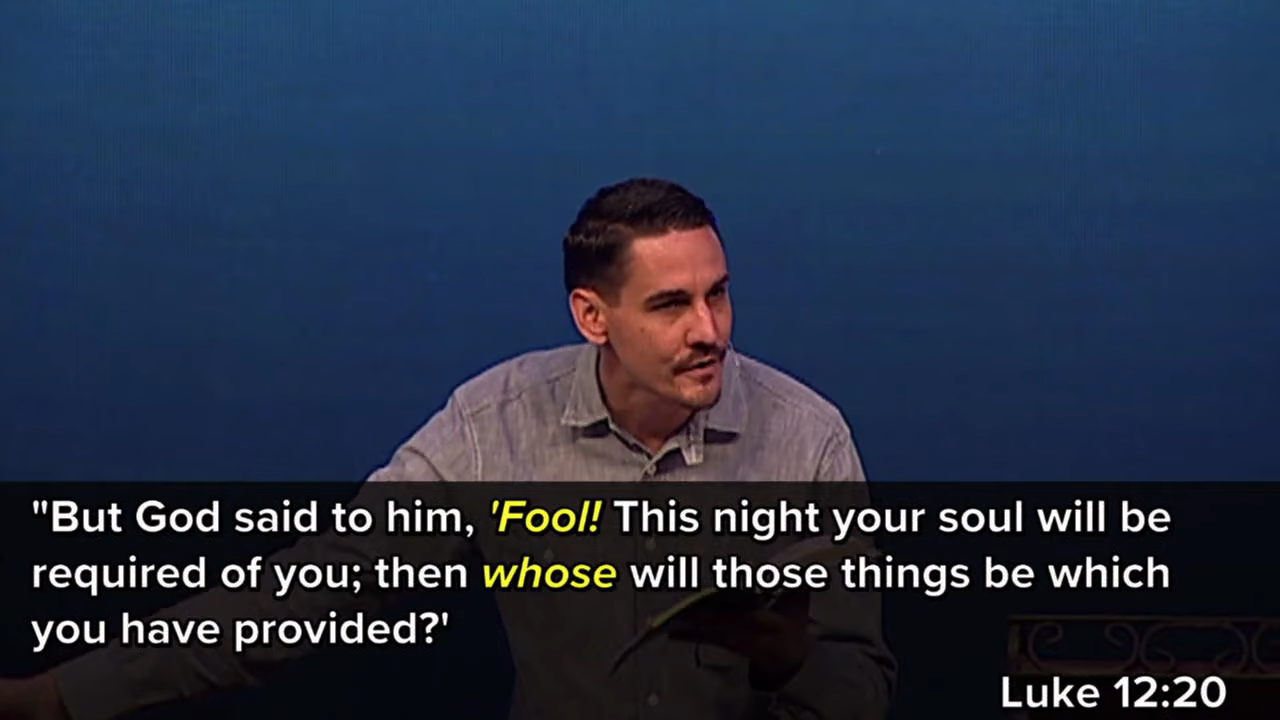 "But God said to him, 'Fool! This night your soul will be
required of you; then whose will those things be which
you have provided?'
Luke 12:20